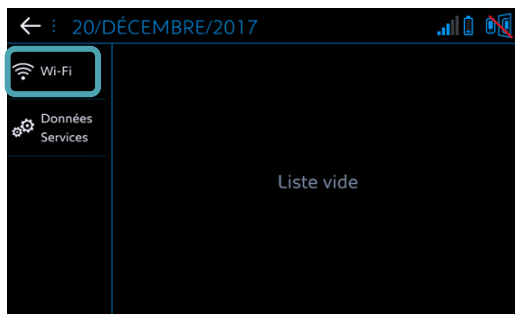 20/DÉCEMBRE/2017
Wi-Fi
Données
Services
Liste vide